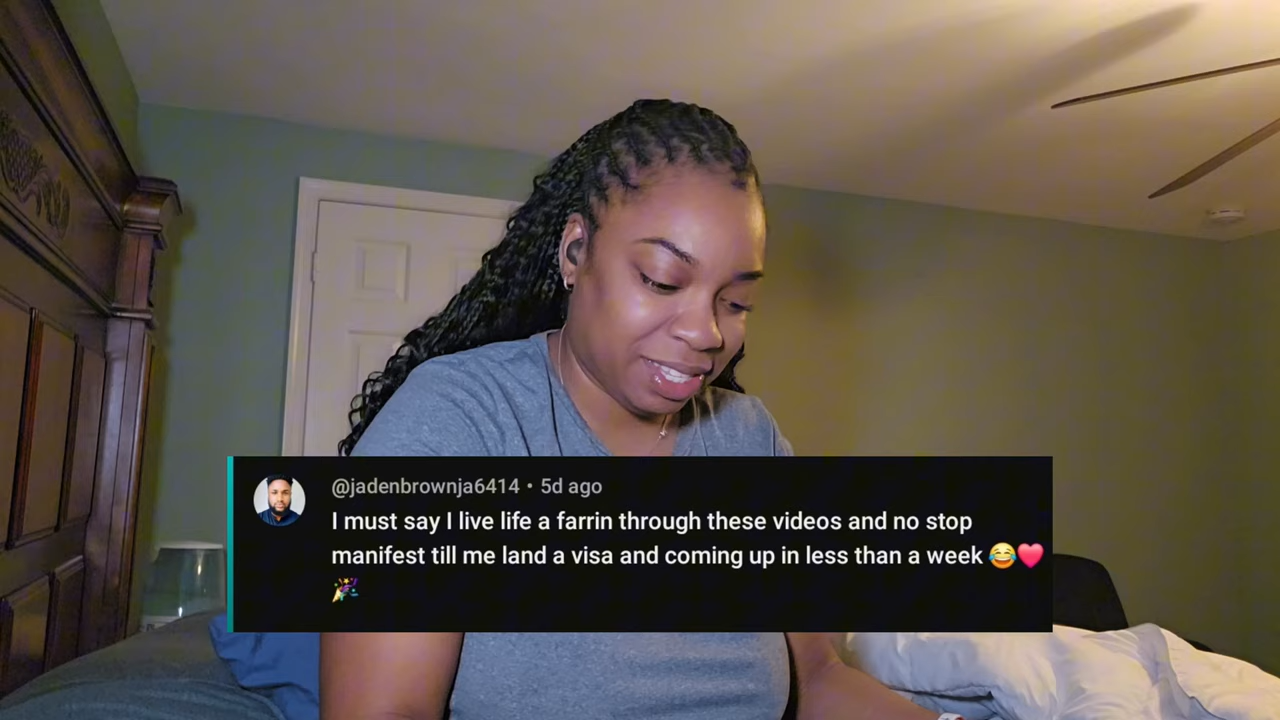 @jadenbrownja6414 • 5d ago
I must say I live life a farrin through these videos and no stop
manifest till me land a visa and coming up in less than a week 😂❤️
🎉